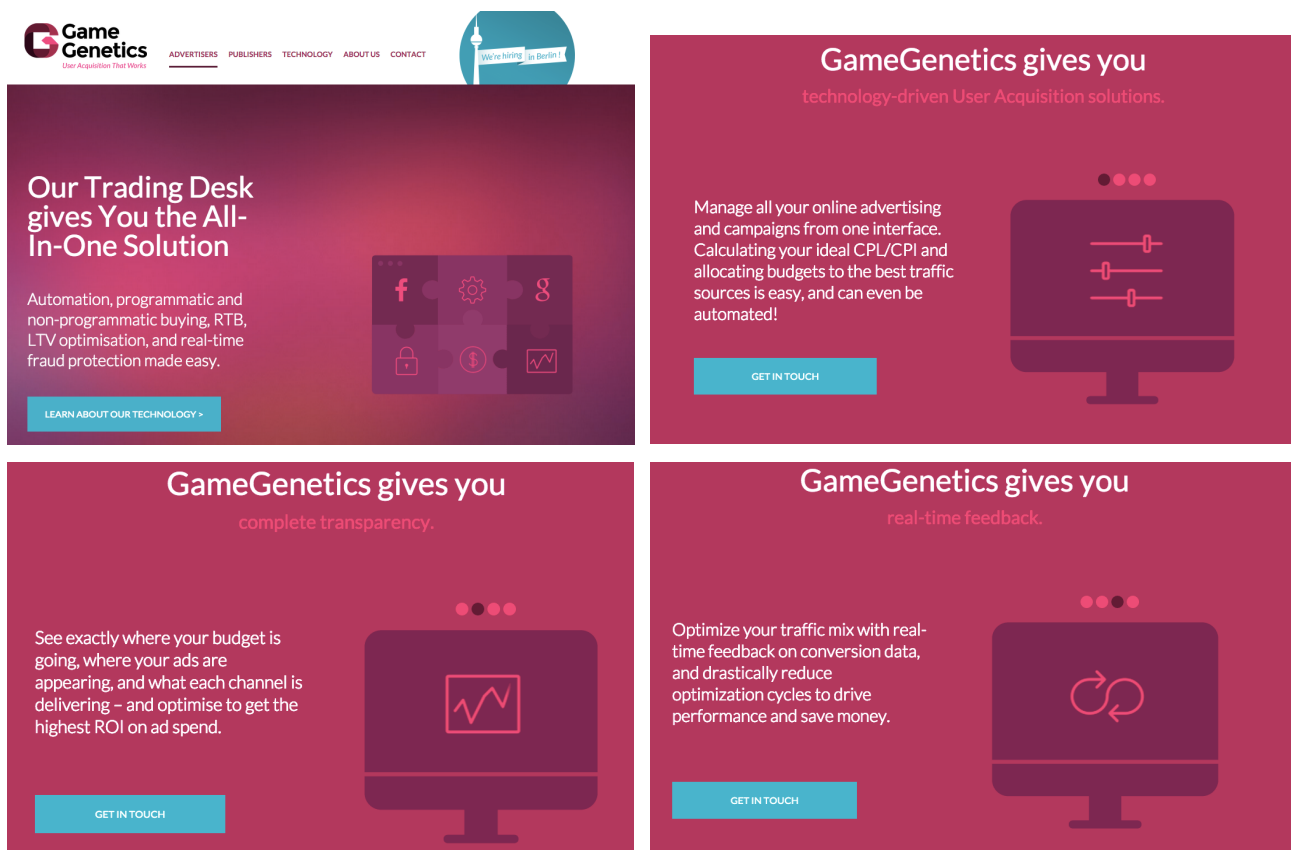 Game
Genetics
User Acquisition That Works
ADVERTISERS PUBLISHERS TECHNOLOGY ABOUT US CONTACT
We're hiring in Berlin !
Our Trading Desk
gives You the All-
In-One Solution
Automation, programmatic and
non-programmatic buying, RTB,
LTV optimisation, and real-time
fraud protection made easy.
LEARN ABOUT OUR TECHNOLOGY >
f
g
$
GameGenetics gives you
technology-driven User Acquisition solutions.
Manage all your online advertising
and campaigns from one interface.
Calculating your ideal CPL/CPI and
allocating budgets to the best traffic
sources is easy, and can even be
automated!
GET IN TOUCH
GameGenetics gives you
complete transparency.
See exactly where your budget is
going, where your ads are
appearing, and what each channel is
delivering – and optimise to get the
highest ROI on ad spend.
GET IN TOUCH
GameGenetics gives you
real-time feedback.
Optimize your traffic mix with real-
time feedback on conversion data,
and drastically reduce
optimization cycles to drive
performance and save money.
GET IN TOUCH